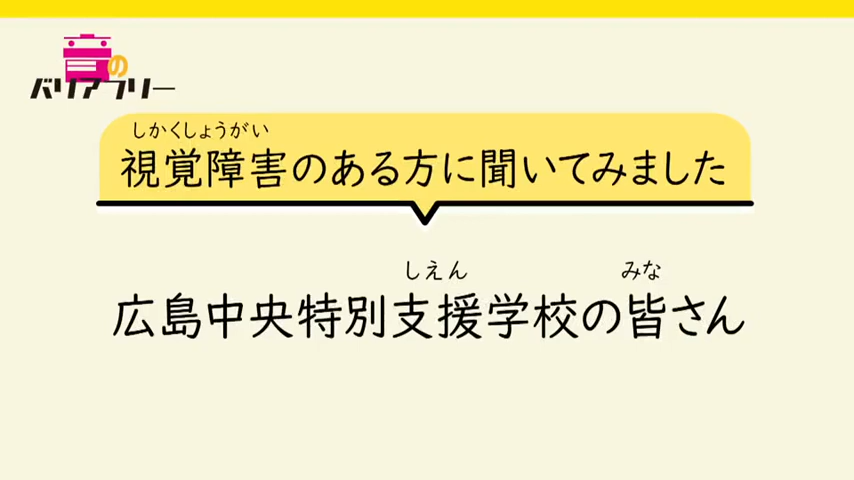 のバリアフリー
しかくしょうがい
視覚障害のある方に聞いてみました
しえん みな
広島中央特別支援学校の皆さん